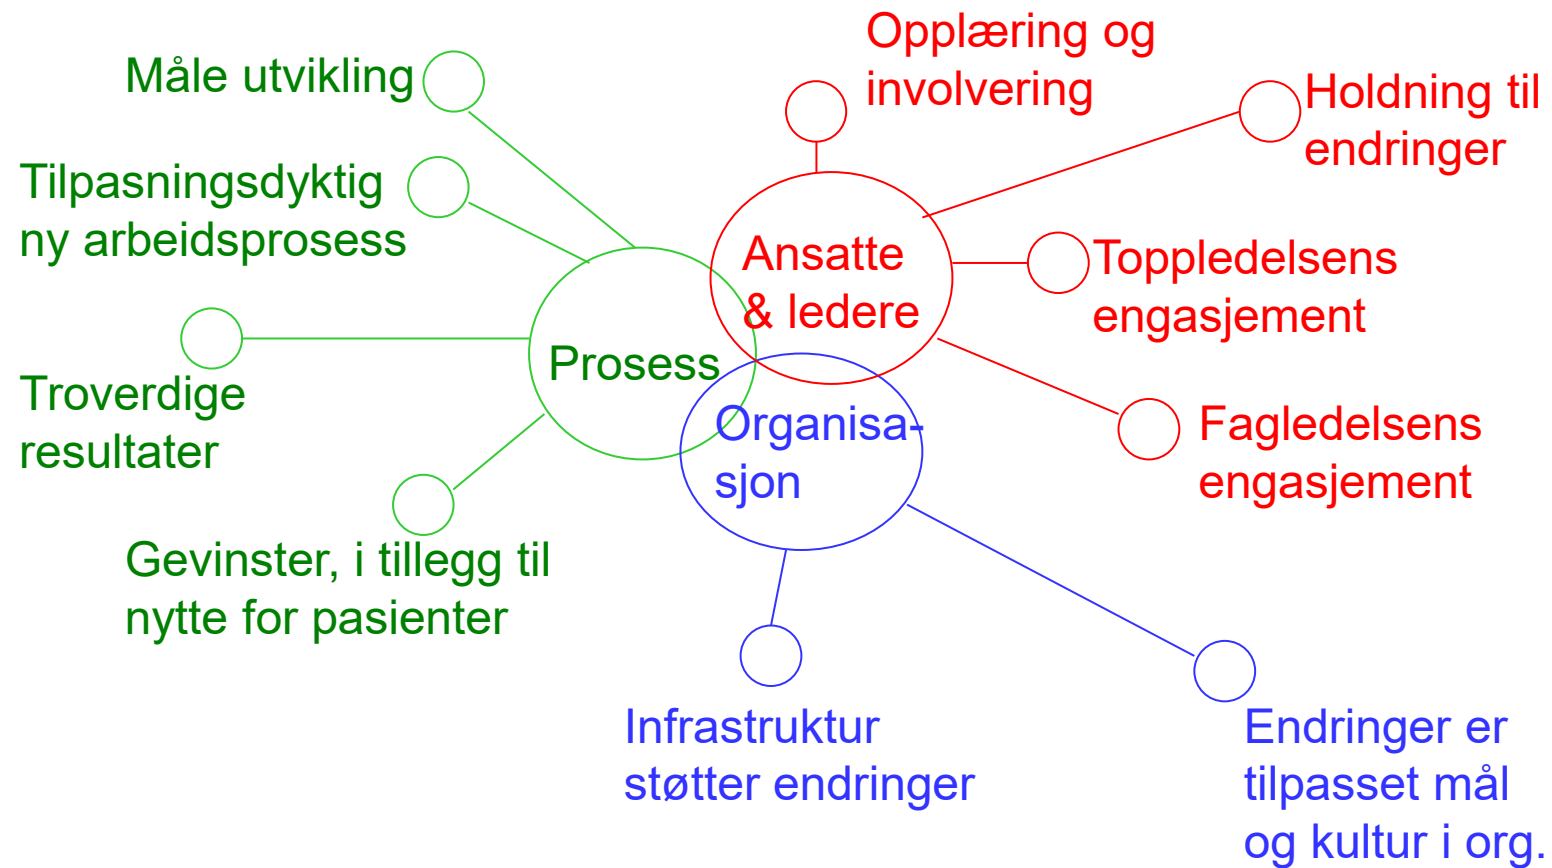 Måle utvikling
Tilpasningsdyktig
ny arbeidsprosess
Troverdige
resultater
Gevinster, i tillegg til
nytte for pasienter
Prosess
Opplæring og
involvering
Holdning til
endringer
Ansatte
& ledere
Toppledelsens
engasjement
Fagledelsens
engasjement
Organisa-
sjon
Infrastruktur
støtter endringer
Endringer er
tilpasset mål
og kultur i org.